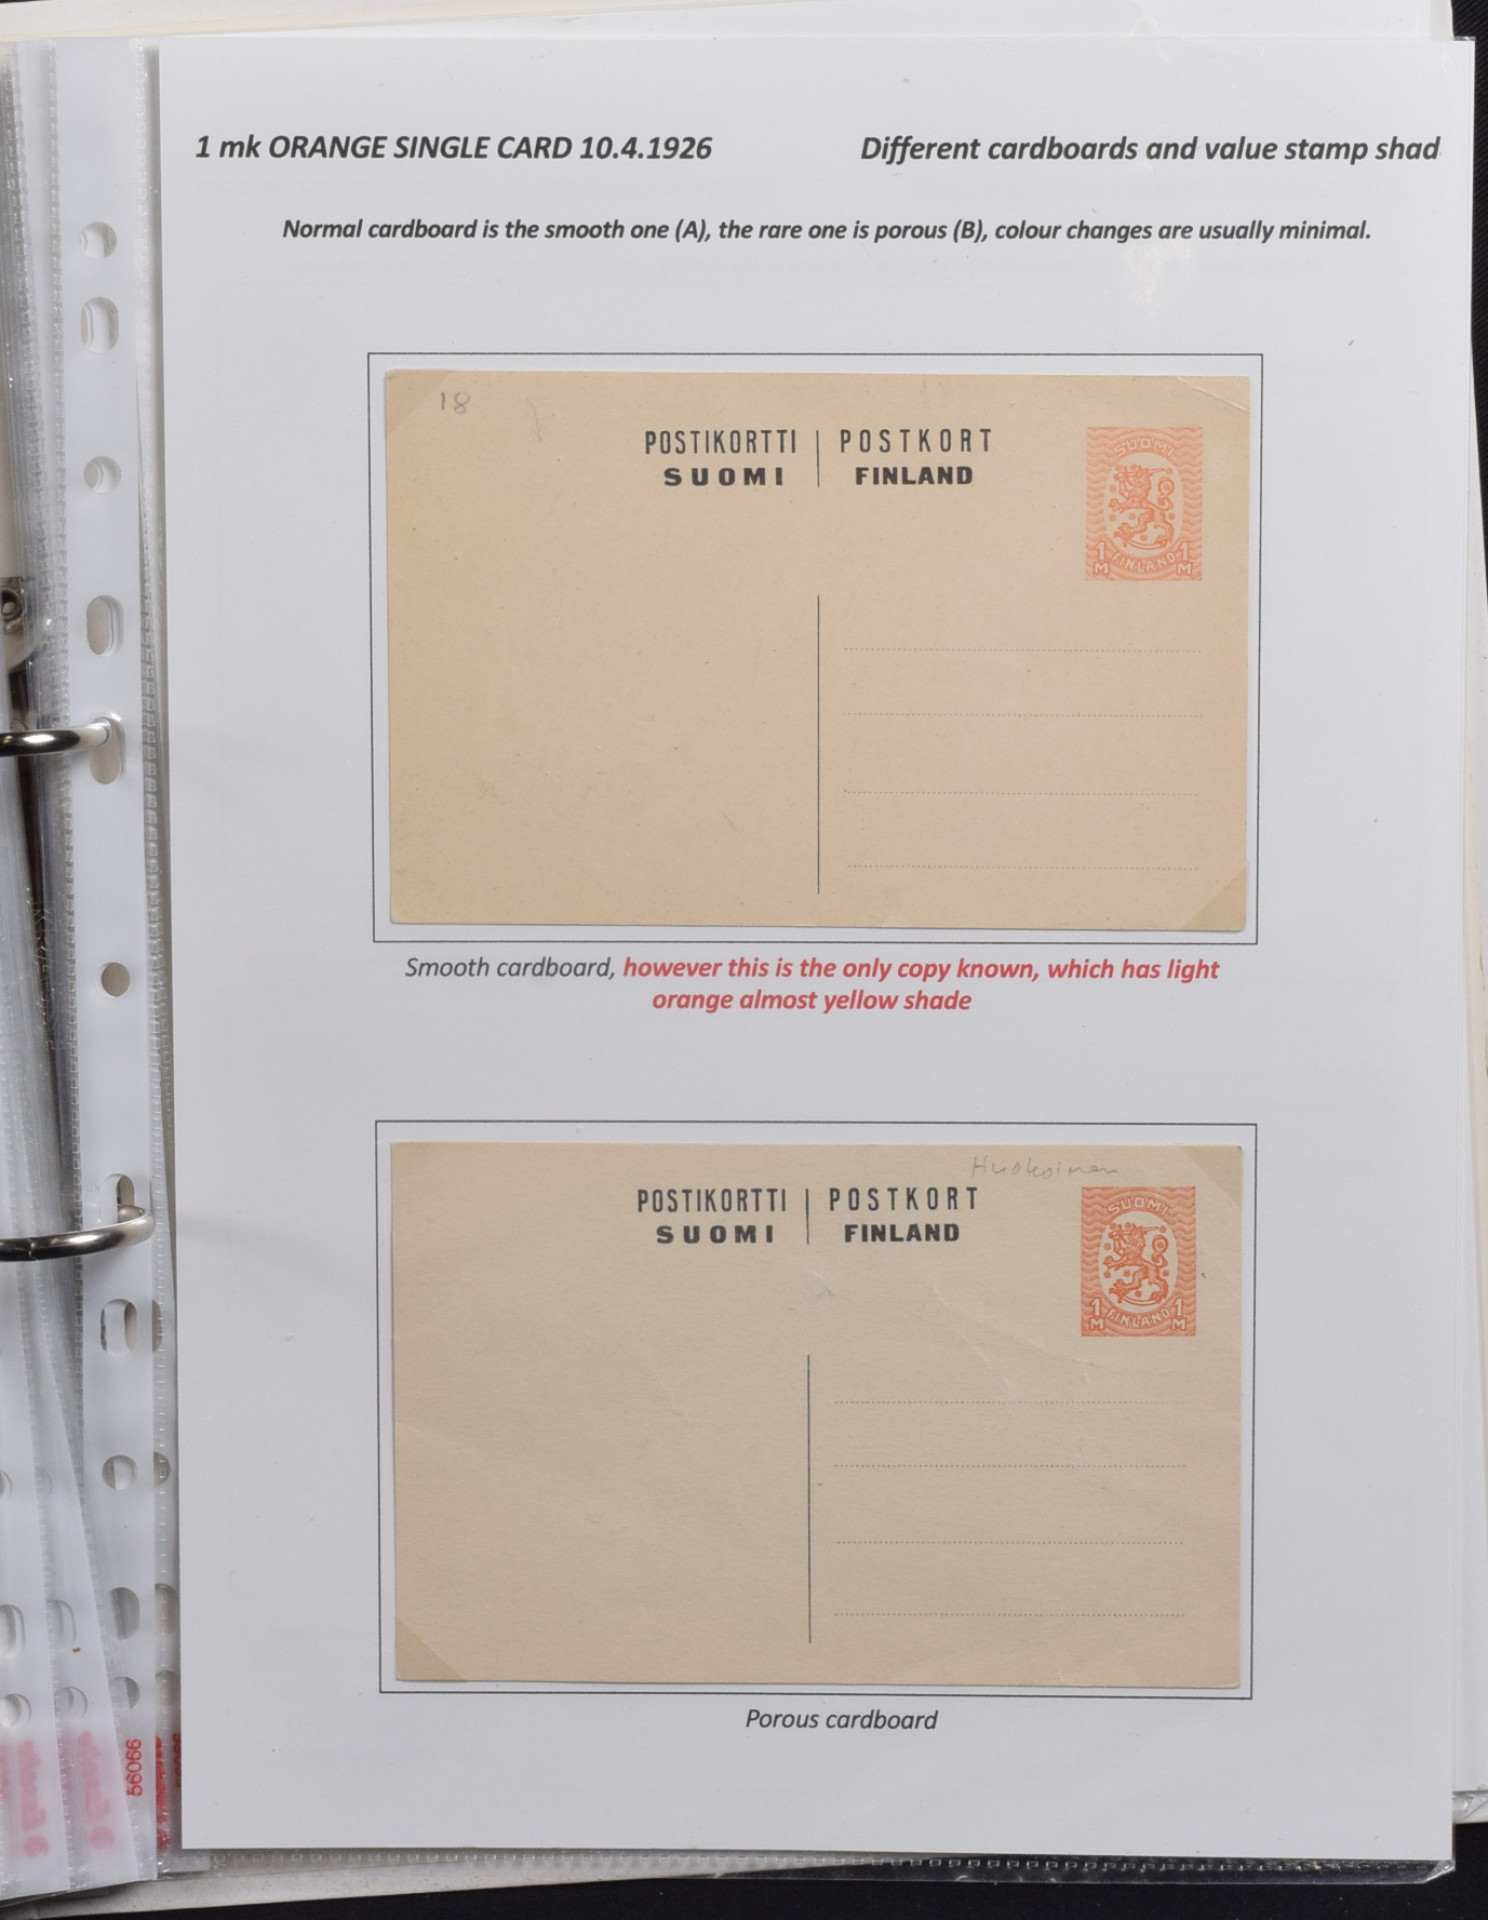 1 mk ORANGE SINGLE CARD 10.4.1926 Different cardboards and value stamp shad
Normal cardboard is the smooth one (A), the rare one is porous (B), colour changes are usually minimal.
18
POSTIKORTTI | POSTKORT
SUOMI | FINLAND
SUOMI
1 M FINLAND 1 M
Smooth cardboard, however this is the only copy known, which has light
orange almost yellow shade
Huokoinen
POSTIKORTTI | POSTKORT
SUOMI | FINLAND
SUOMI
1 M FINLAND 1 M
Porous cardboard
56066